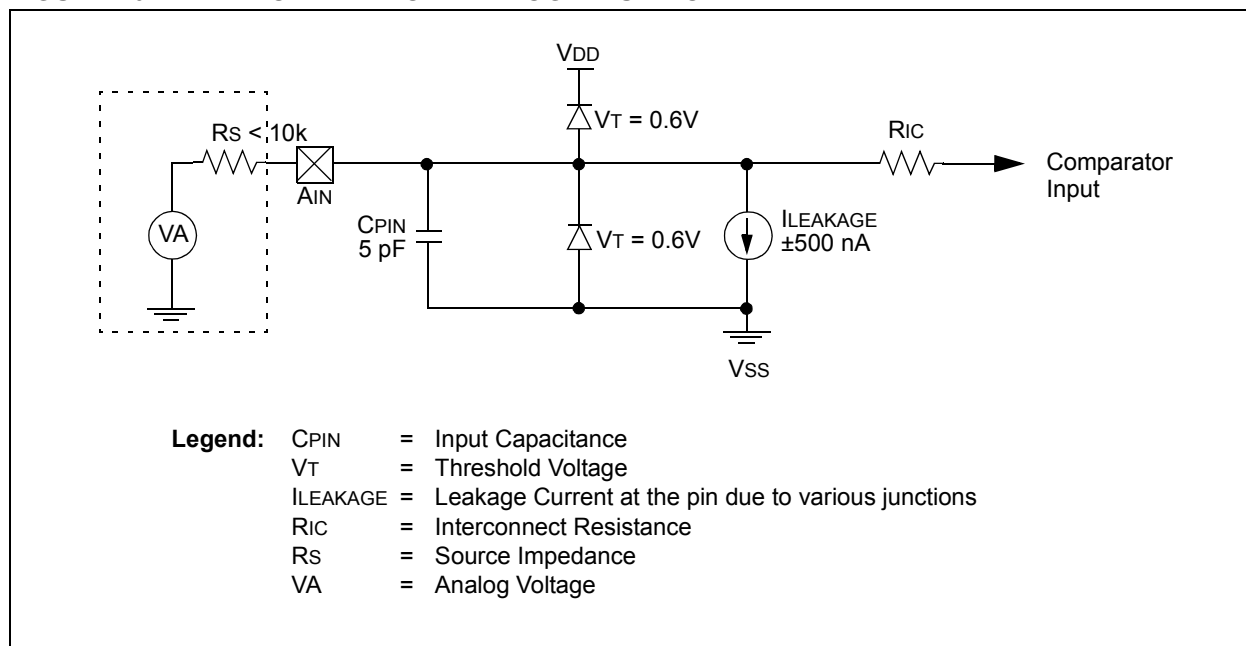 VDD
VT = 0.6V
RS < 10k
RIC
AIN
Comparator
Input
CPIN
5 pF
VT = 0.6V
ILEAKAGE
±500 nA
VA
VSS
Legend: CPIN = Input Capacitance
VT = Threshold Voltage
ILEAKAGE = Leakage Current at the pin due to various junctions
RIC = Interconnect Resistance
RS = Source Impedance
VA = Analog Voltage